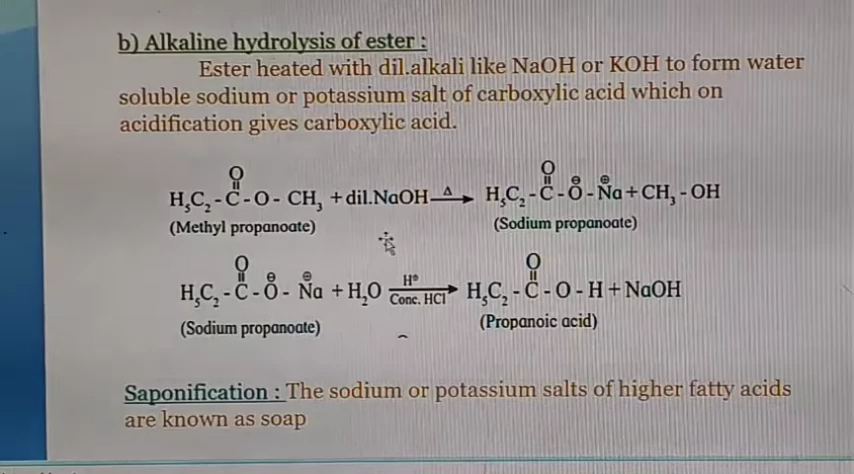 b) Alkaline hydrolysis of ester :
Ester heated with dil.alkali like NaOH or KOH to form water
soluble sodium or potassium salt of carboxylic acid which on
acidification gives carboxylic acid.
O
H₅C₂ - C - O - CH₃ + dil.NaOH —Δ→ H₅C₂ - C - O - Na + CH₃ - OH
(Methyl propanoate) (Sodium propanoate)
O
H₅C₂ - C - O - Na + H₂O —H⊕ Conc. HCl→ H₅C₂ - C - O - H + NaOH
(Sodium propanoate) (Propanoic acid)
Saponification : The sodium or potassium salts of higher fatty acids
are known as soap